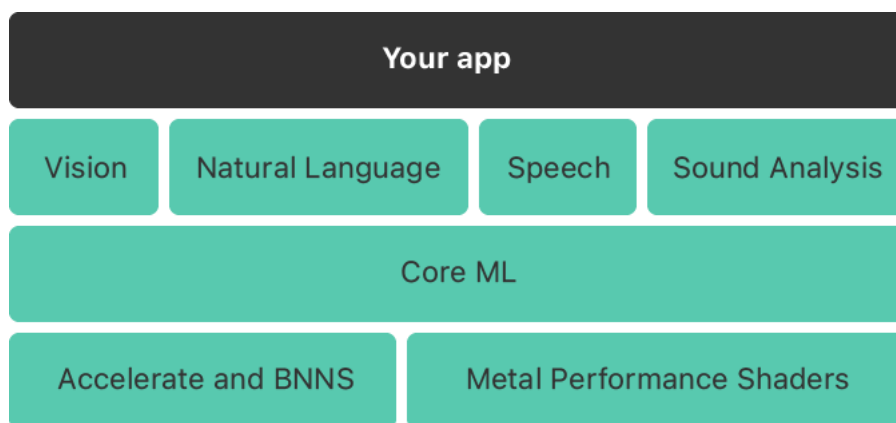 Your app
Vision Natural Language Speech Sound Analysis
Core ML
Accelerate and BNNS Metal Performance Shaders